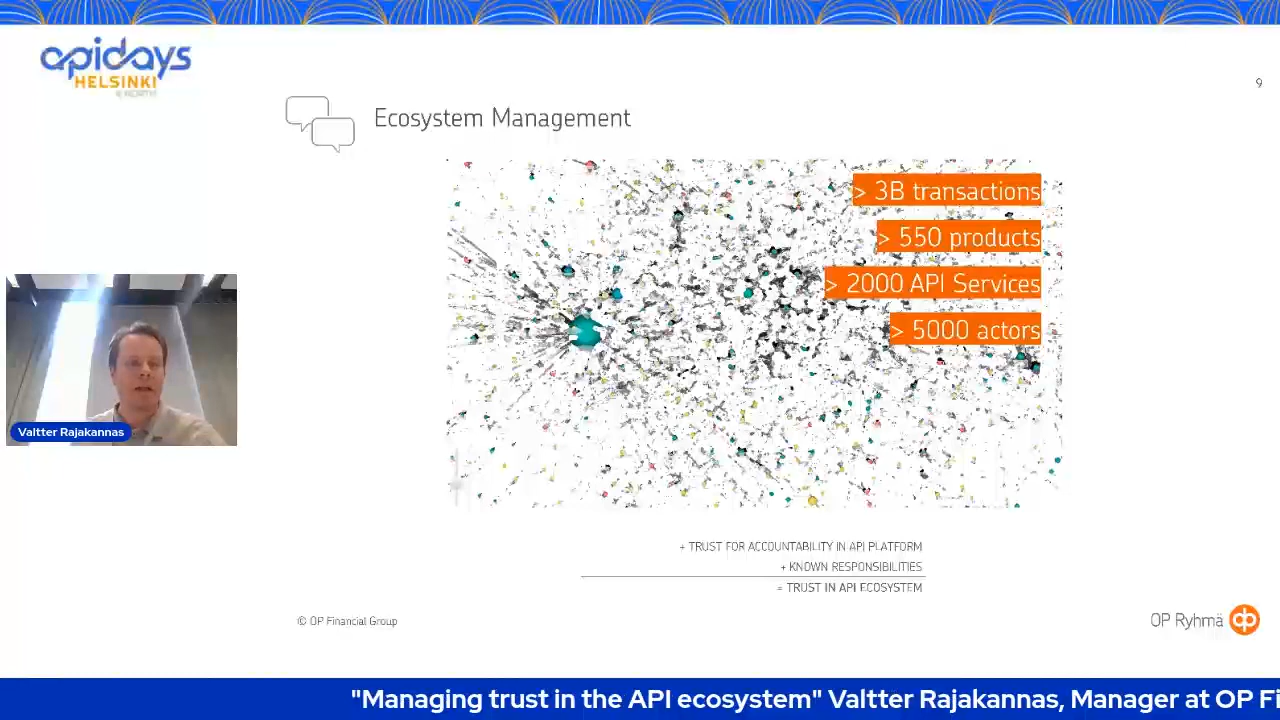 apidays
HELSINKI
& NORTH
9
Ecosystem Management
> 3B transactions
> 550 products
> 2000 API Services
> 5000 actors
Valtter Rajakannas
+ TRUST FOR ACCOUNTABILITY IN API PLATFORM
+ KNOWN RESPONSIBILITIES
= TRUST IN API ECOSYSTEM
© OP Financial Group
OP Ryhmä
"Managing trust in the API ecosystem" Valtter Rajakannas, Manager at OP Fi